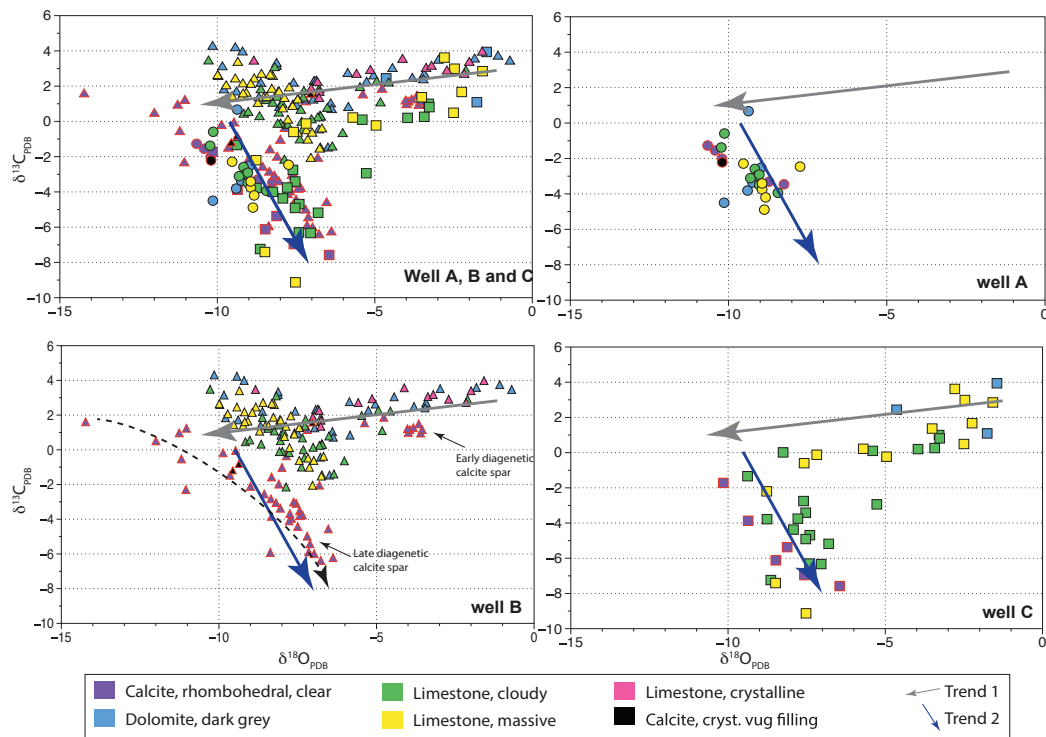 6
4
2
0
−2
−4
−6
−8
−10
δ13CPDB
−15
−10
−5
0
Well A, B and C
6
4
2
0
−2
−4
−6
−8
−10
−15
−10
−5
0
well A
6
4
2
0
−2
−4
−6
−8
−10
δ13CPDB
−15
−10
−5
0
δ18OPDB
Early diagenetic
calcite spar
Late diagenetic
calcite spar
well B
6
4
2
0
−2
−4
−6
−8
−10
−15
−10
−5
0
δ18OPDB
well C
Calcite, rhombohedral, clear
Limestone, cloudy
Limestone, crystalline
Trend 1
Dolomite, dark grey
Limestone, massive
Calcite, cryst. vug filling
Trend 2